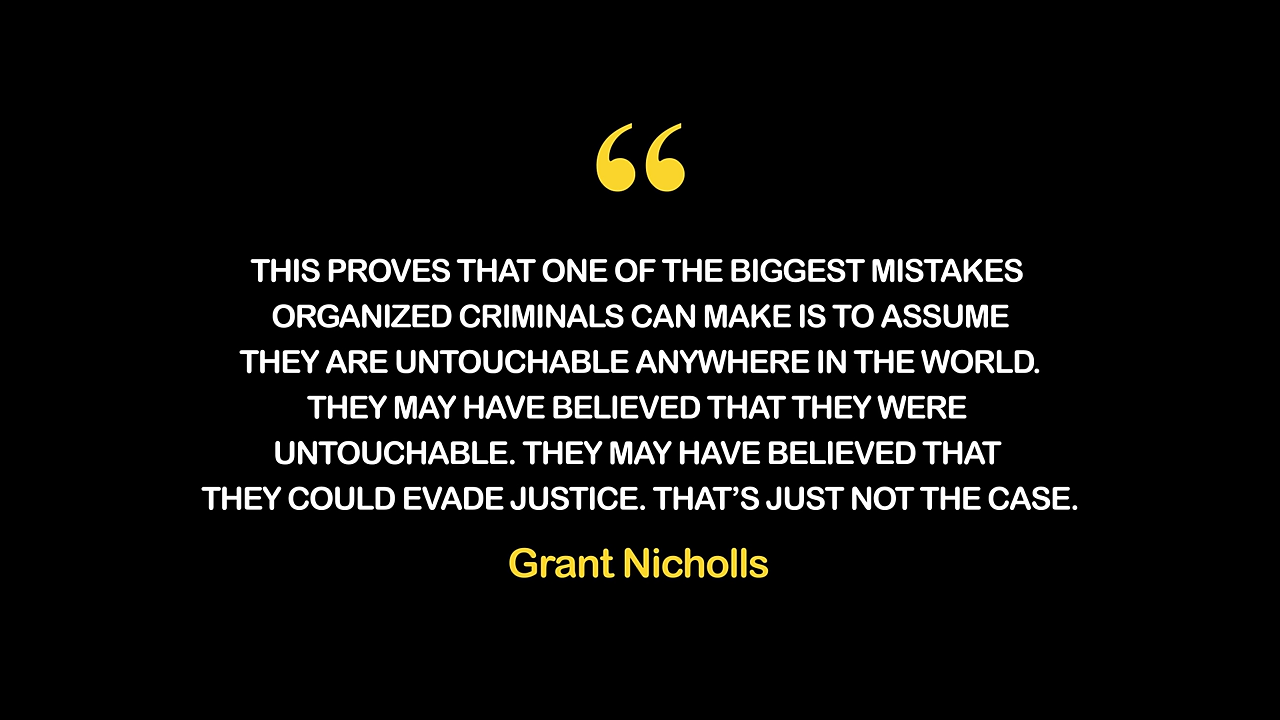 “
THIS PROVES THAT ONE OF THE BIGGEST MISTAKES
ORGANIZED CRIMINALS CAN MAKE IS TO ASSUME
THEY ARE UNTOUCHABLE ANYWHERE IN THE WORLD.
THEY MAY HAVE BELIEVED THAT THEY WERE
UNTOUCHABLE. THEY MAY HAVE BELIEVED THAT
THEY COULD EVADE JUSTICE. THAT’S JUST NOT THE CASE.
Grant Nicholls